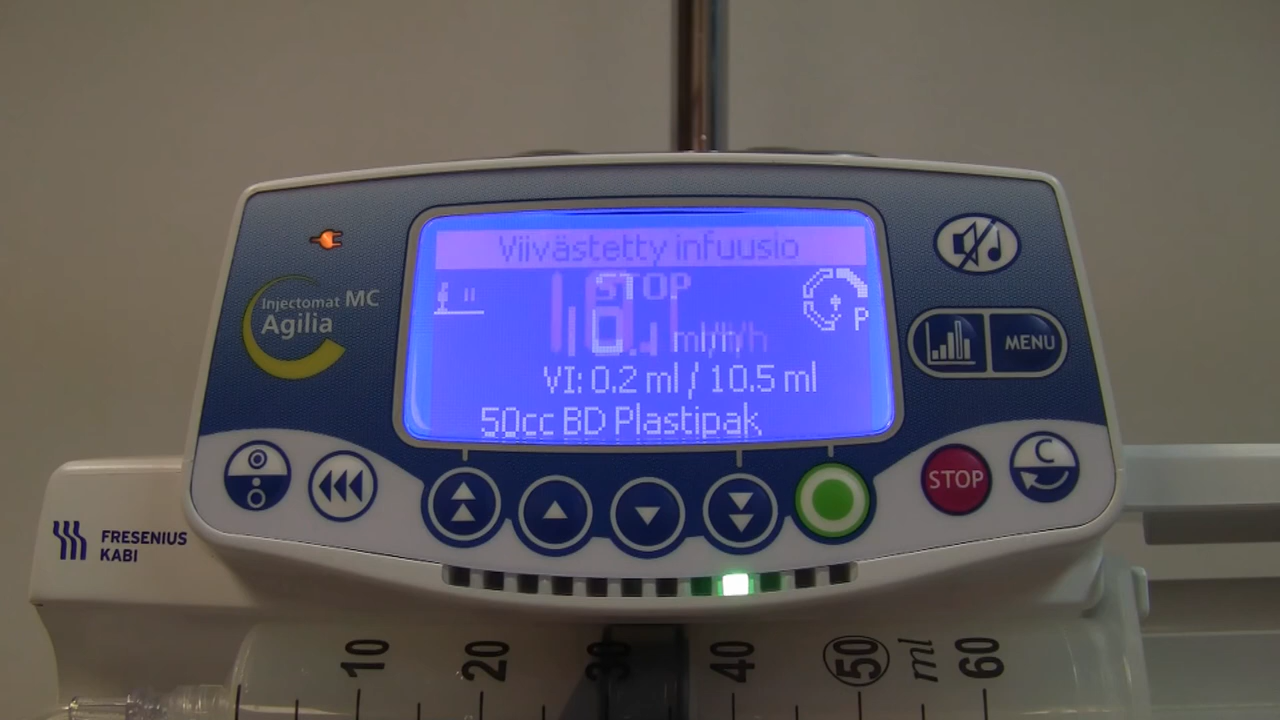 Viivästetty infuusio
STOP
ml/h
P
VI: 0.2 ml / 10.5 ml
50cc BD Plastipak
Injectomat MC
Agilia
MENU
STOP
C
FRESENIUS
KABI
10 20 30 40 50 ml 60